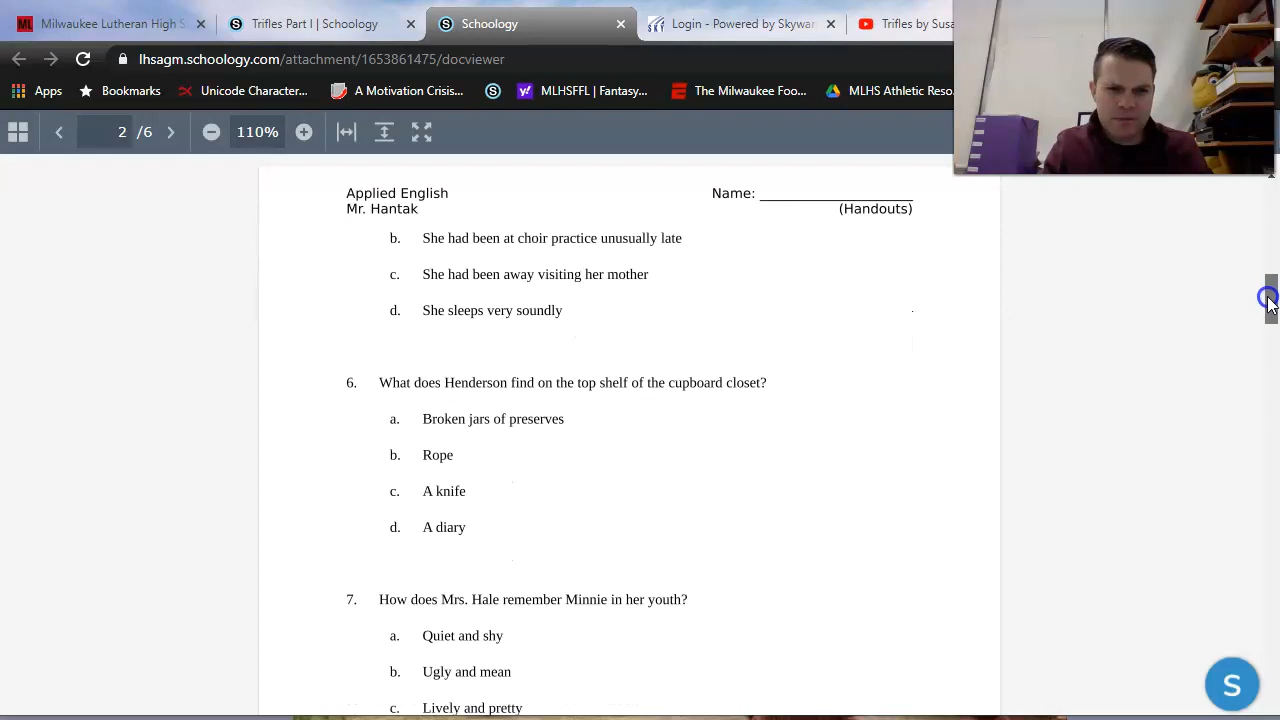 Milwaukee Lutheran High S
Trifles Part I | Schoology
Schoology
Login - Powered by Skywar
Trifles by Susa
lhsagm.schoology.com/attachment/1653861475/docviewer
Apps
Bookmarks
Unicode Character...
A Motivation Crisis...
MLHSFFL | Fantasy...
The Milwaukee Foo...
MLHS Athletic Reso
2 /6
110%
Applied English
Name: ____________________
Mr. Hantak
(Handouts)
b. She had been at choir practice unusually late
c. She had been away visiting her mother
d. She sleeps very soundly
6. What does Henderson find on the top shelf of the cupboard closet?
a. Broken jars of preserves
b. Rope
c. A knife
d. A diary
7. How does Mrs. Hale remember Minnie in her youth?
a. Quiet and shy
b. Ugly and mean
c. Lively and pretty
S